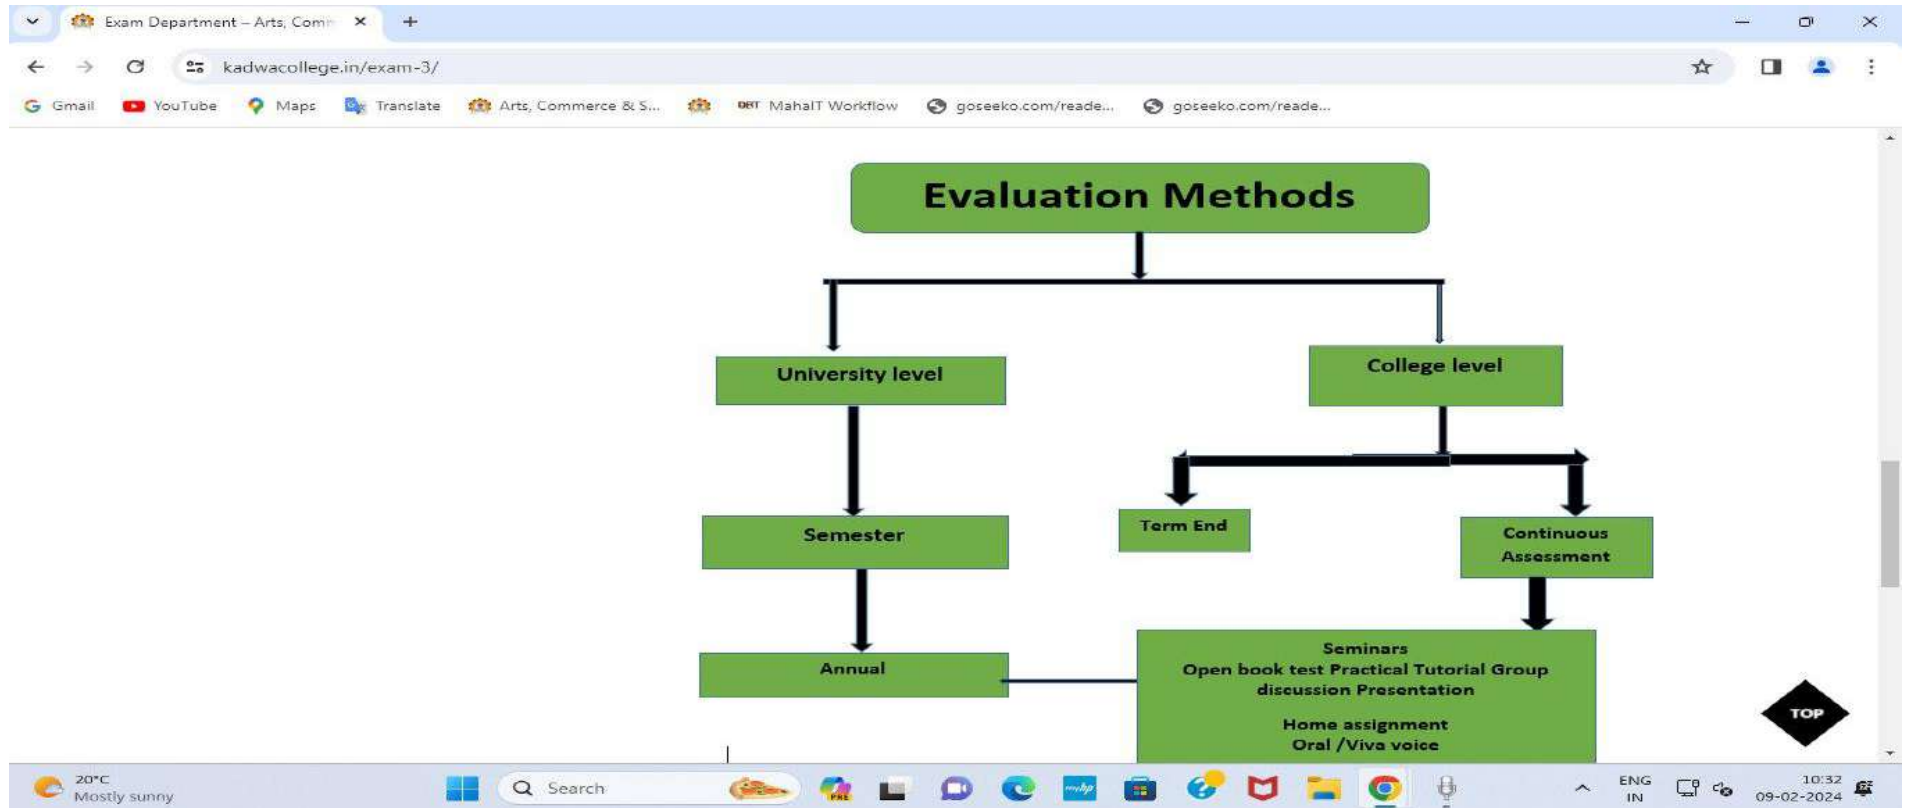 Exam Department – Arts, Comm
kadwacollege.in/exam-3/
Gmail YouTube Maps Translate Arts, Commerce & S... DBT MahaIT Workflow goseeko.com/reade... goseeko.com/reade...
Evaluation Methods
University level
College level
Semester
Term End
Continuous
Assessment
Annual
Seminars
Open book test Practical Tutorial Group
discussion Presentation
Home assignment
Oral /Viva voice
TOP
20°C
Mostly sunny
Search
PRE
myhp
ENG
IN
10:32
09-02-2024